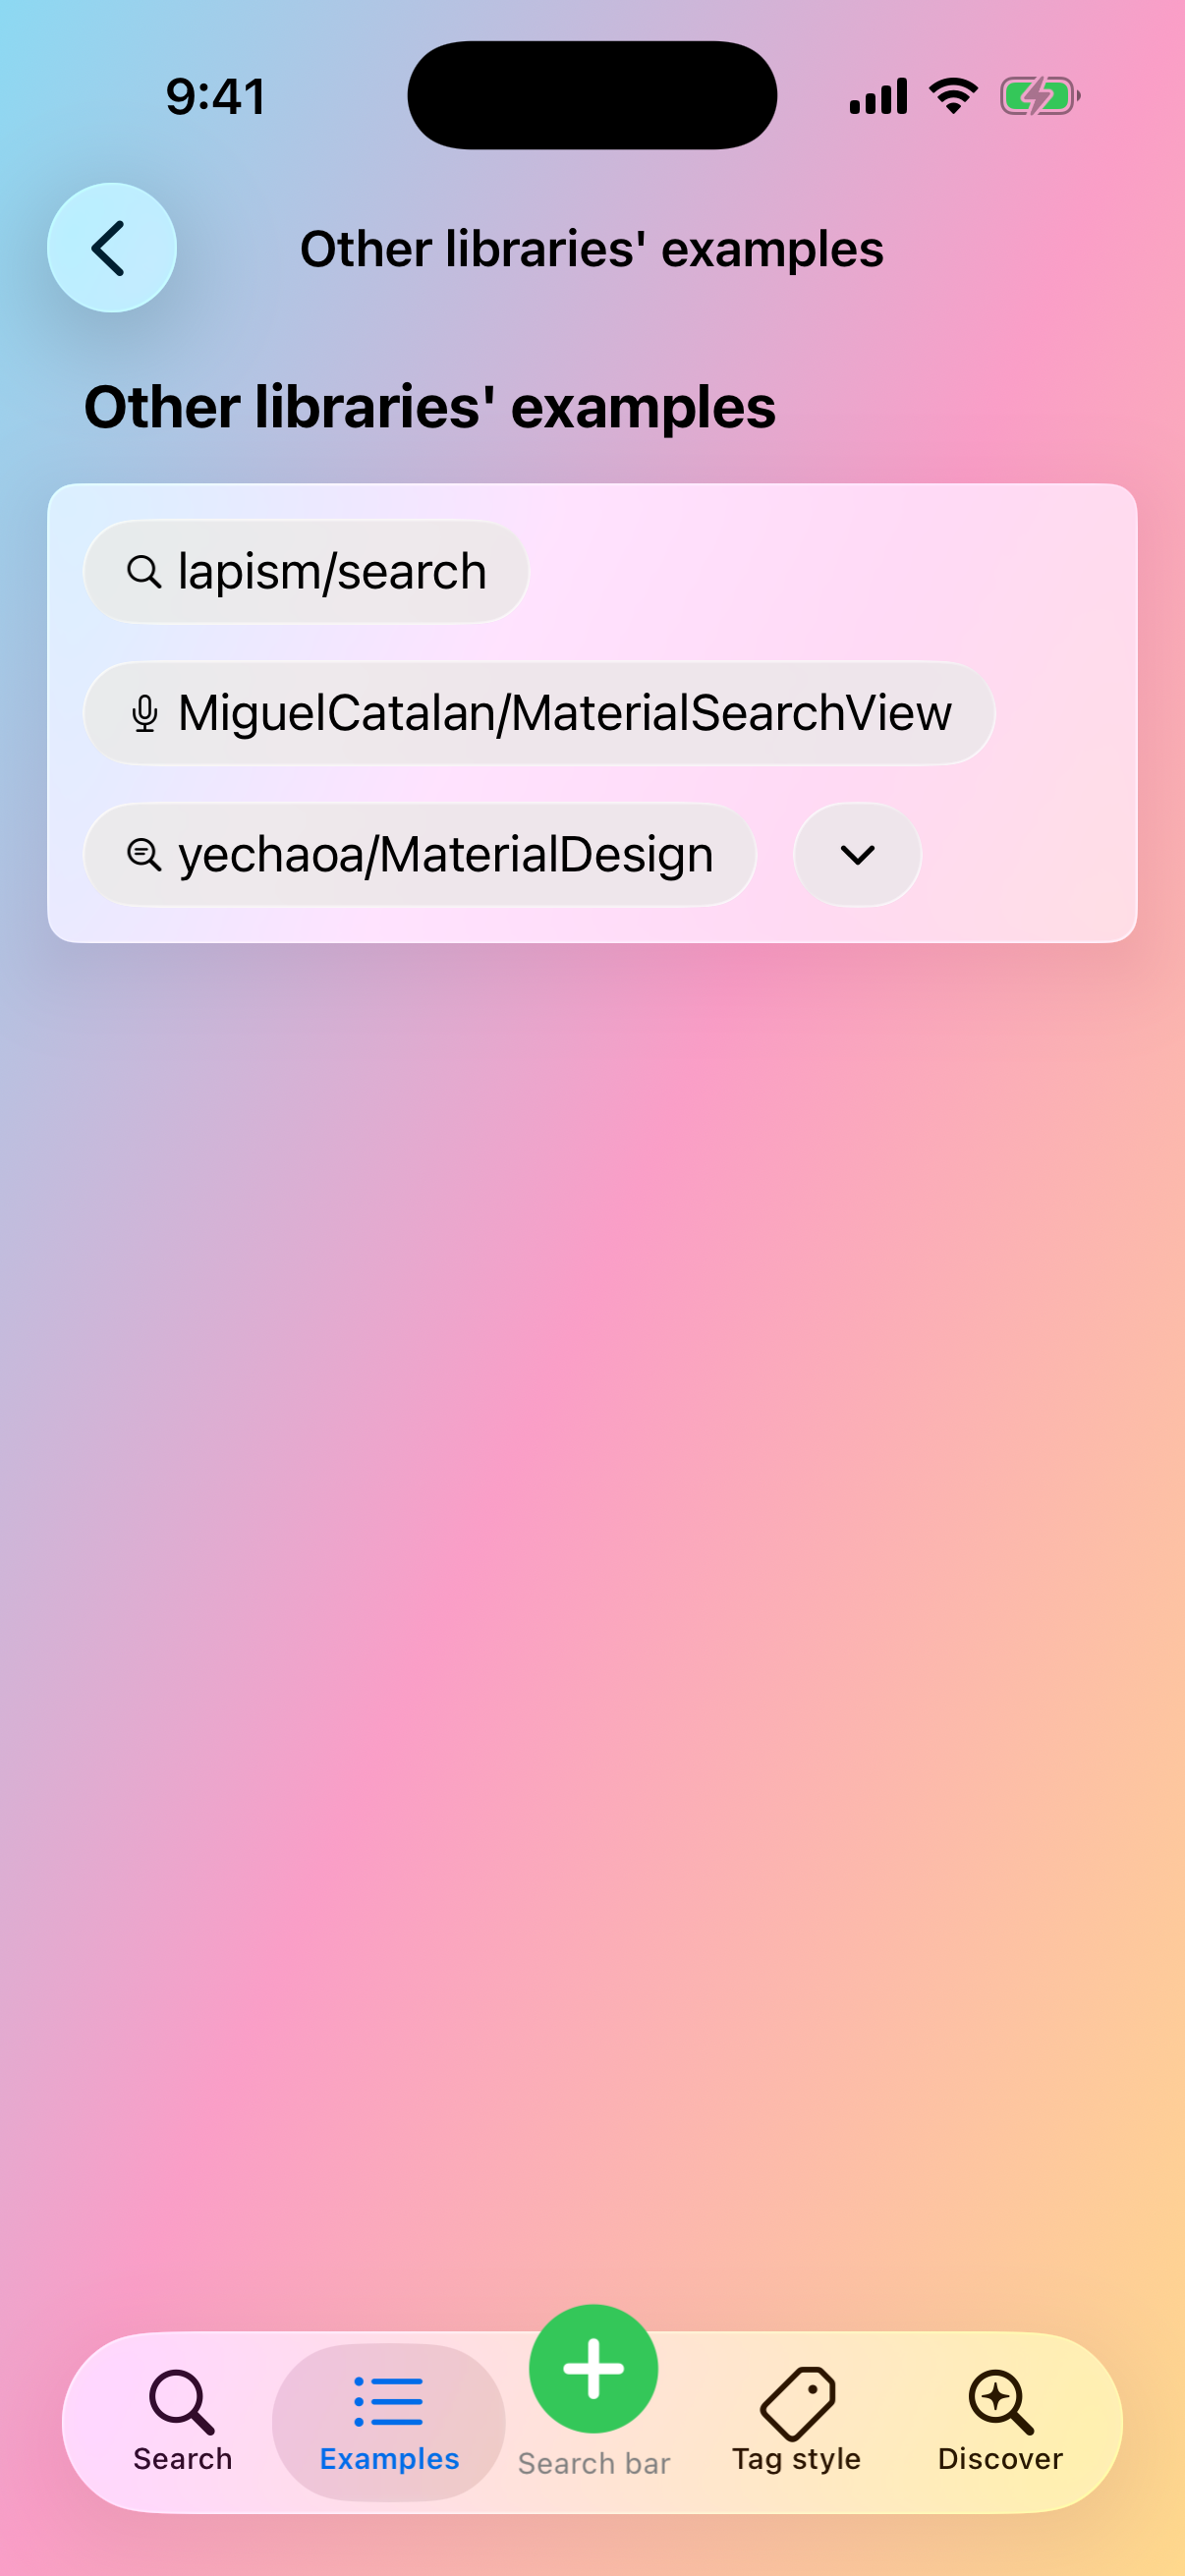 9:41
Other libraries' examples
Other libraries' examples
lapism/search
MiguelCatalan/MaterialSearchView
yechaoa/MaterialDesign
Search
Examples
Search bar
Tag style
Discover